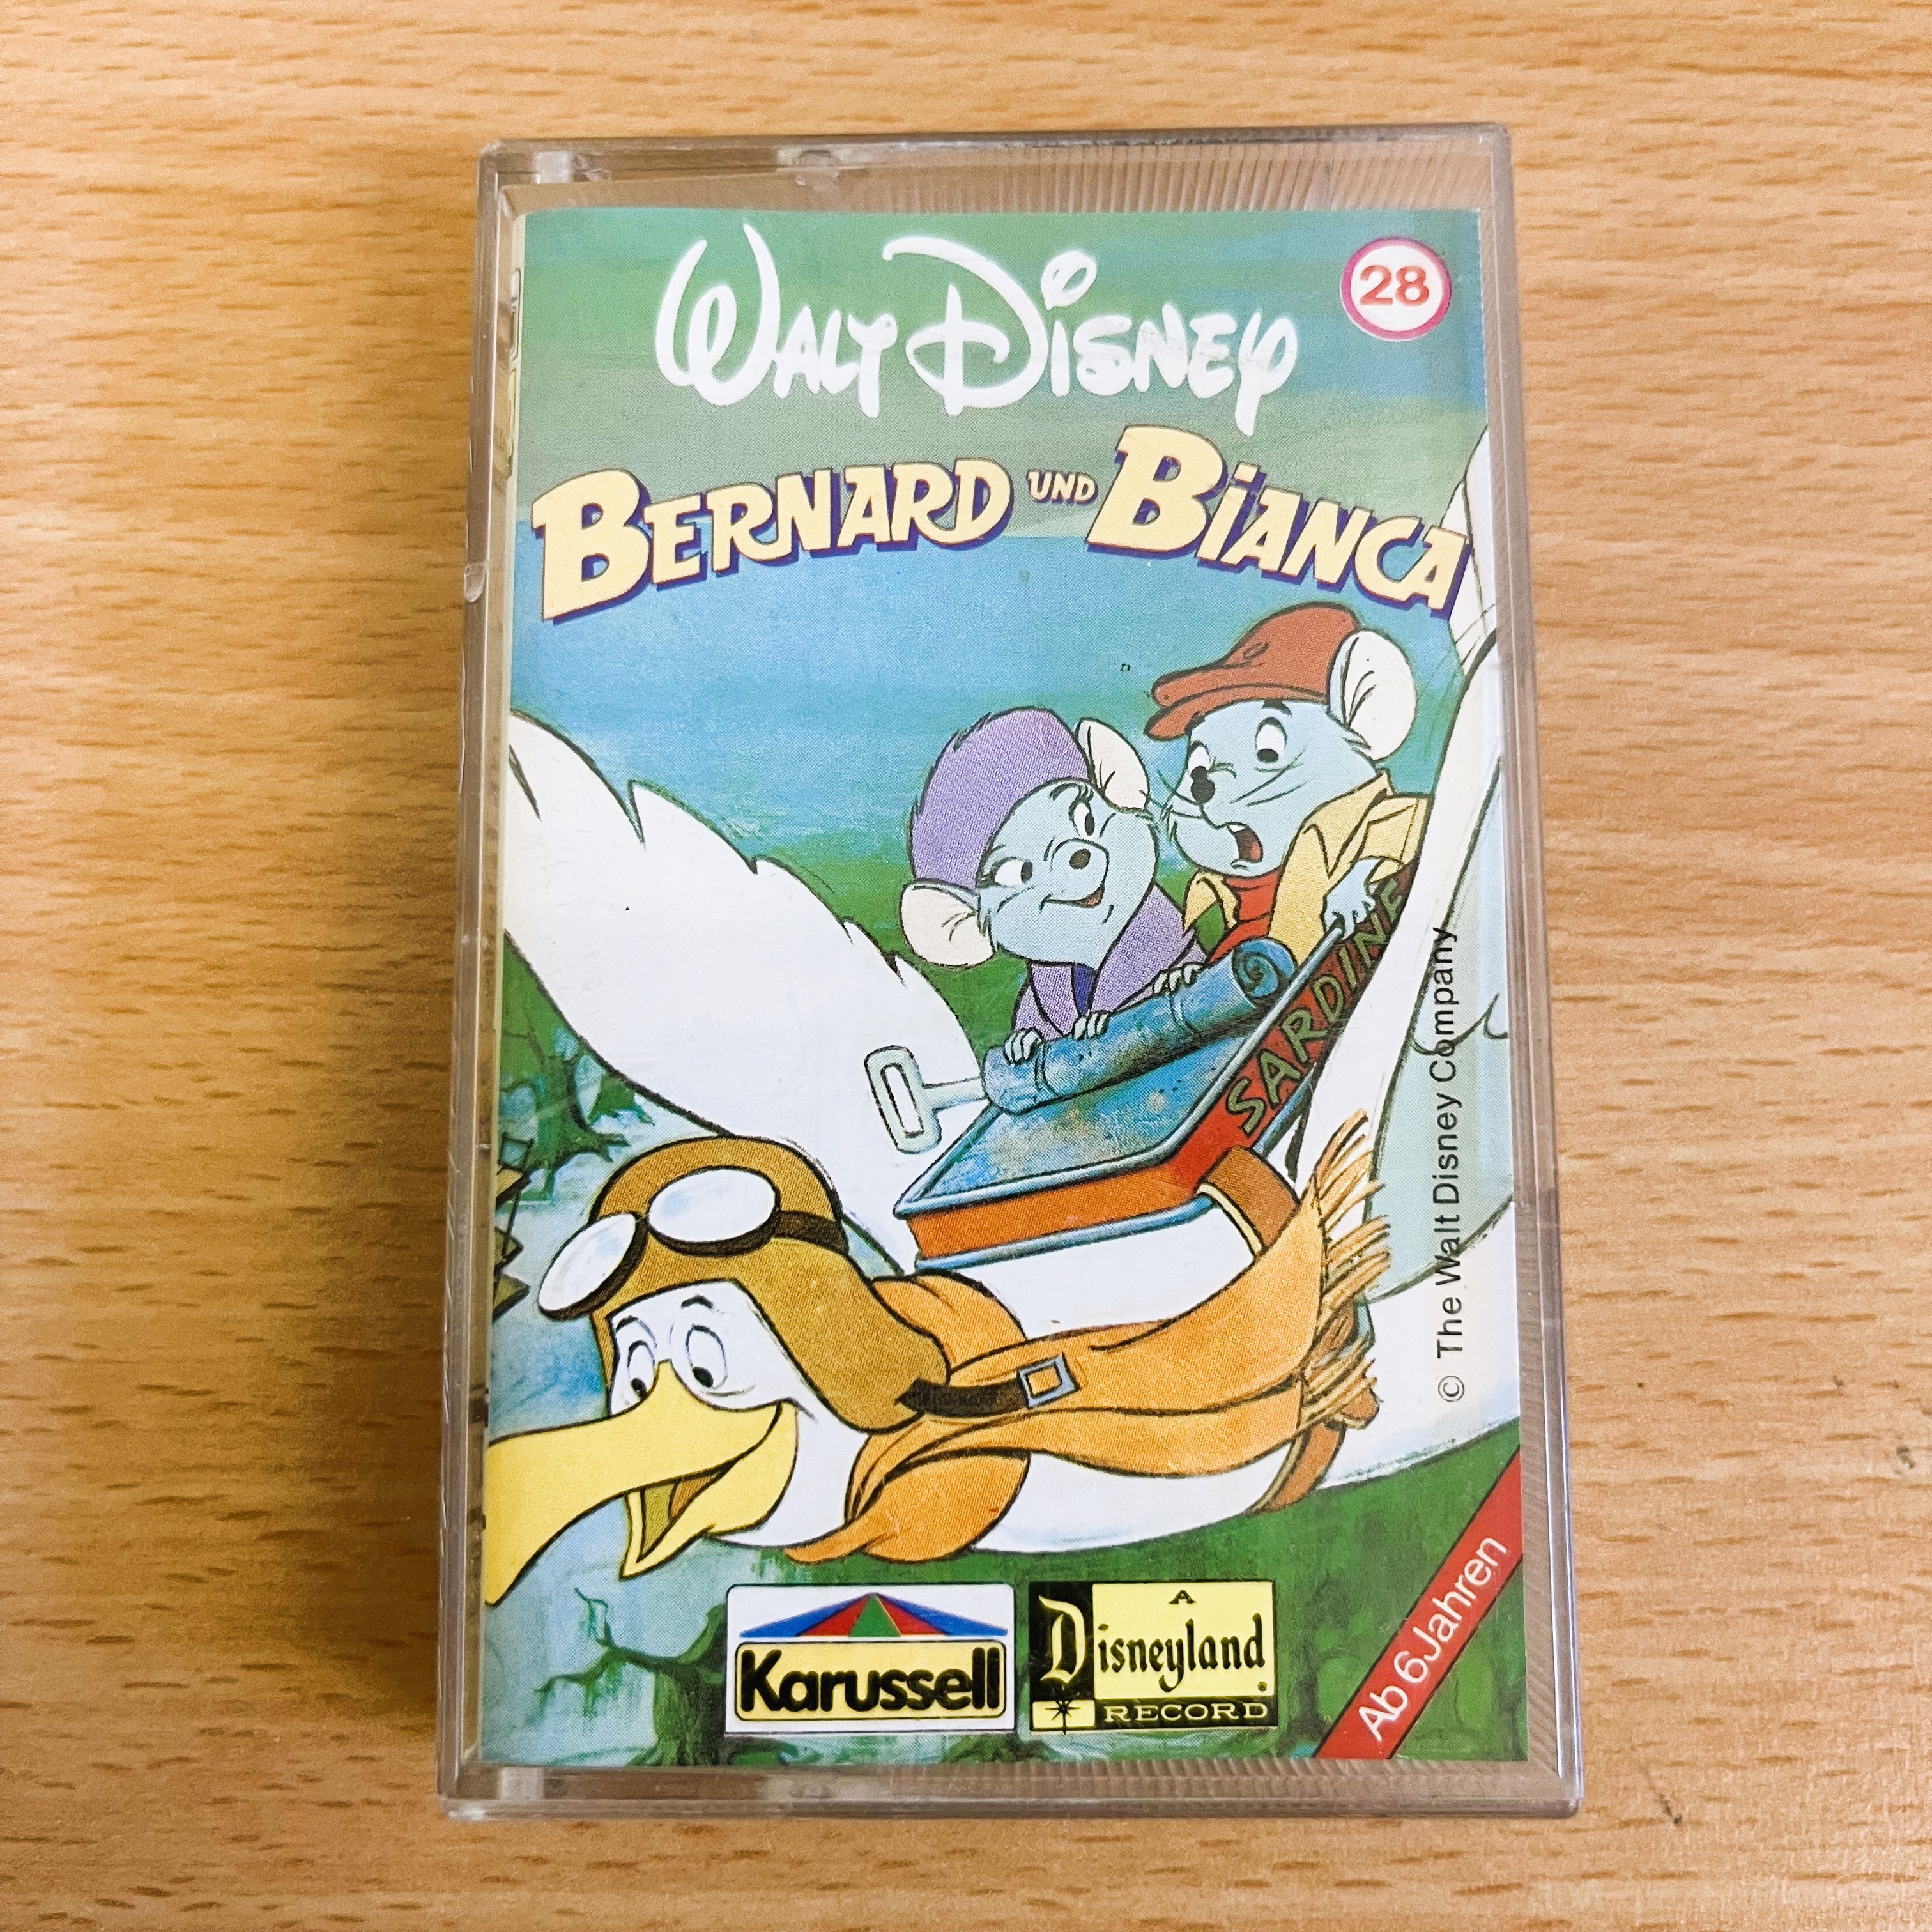 WALT DISNEY
28
BERNARD UND BIANCA
SARDINE
© The Walt Disney Company
Karussell
A
Disneyland
RECORD
Ab 6 Jahren